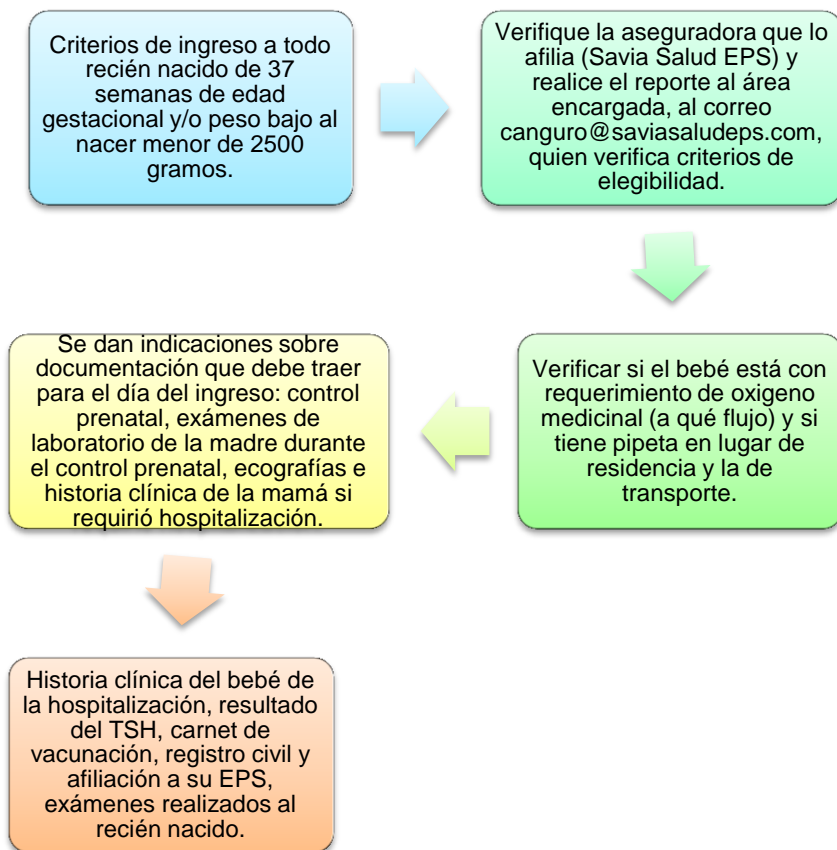 Criterios de ingreso a todo
recién nacido de 37
semanas de edad
gestacional y/o peso bajo al
nacer menor de 2500
gramos.
Verifique la aseguradora que lo
afilia (Savia Salud EPS) y
realice el reporte al área
encargada, al correo
canguro@saviasaludeps.com,
quien verifica criterios de
elegibilidad.
Verificar si el bebé está con
requerimiento de oxigeno
medicinal (a qué flujo) y si
tiene pipeta en lugar de
residencia y la de
transporte.
Se dan indicaciones sobre
documentación que debe traer
para el día del ingreso: control
prenatal, exámenes de
laboratorio de la madre durante
el control prenatal, ecografías e
historia clínica de la mamá si
requirió hospitalización.
Historia clínica del bebé de
la hospitalización, resultado
del TSH, carnet de
vacunación, registro civil y
afiliación a su EPS,
exámenes realizados al
recién nacido.